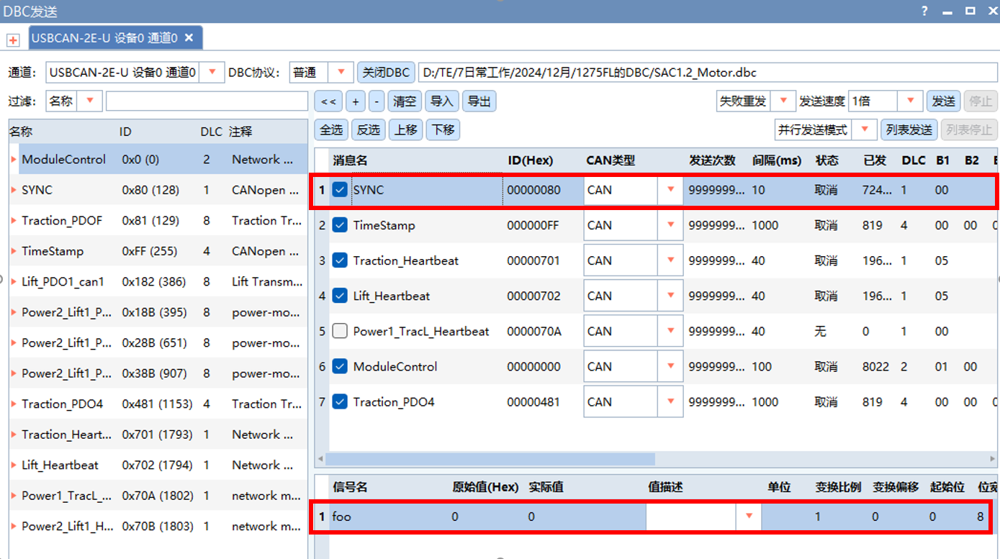 DBC发送
USBCAN-2E-U 设备0 通道0
通道： USBCAN-2E-U 设备0 通道0 DBC协议： 普通 关闭DBC D:/TE/7日常工作/2024/12月/1275FL的DBC/SAC1.2_Motor.dbc
过滤： 名称 << + - 清空 导入 导出 失败重发 发送速度 1倍 发送 停止
全选 反选 上移 下移 并行发送模式 列表发送 列表停止
名称 ID DLC 注释
ModuleControl 0x0 (0) 2 Network ...
SYNC 0x80 (128) 1 CANopen ...
Traction_PDOF 0x81 (129) 8 Traction Tr...
TimeStamp 0xFF (255) 4 CANopen ...
Lift_PDO1_can1 0x182 (386) 8 Lift Transm...
Power2_Lift1_P... 0x18B (395) 8 power-mo...
Power2_Lift1_P... 0x28B (651) 8 power-mo...
Power2_Lift1_P... 0x38B (907) 8 power-mo...
Traction_PDO4 0x481 (1153) 4 Traction Tr...
Traction_Heart... 0x701 (1793) 1 Network ...
Lift_Heartbeat 0x702 (1794) 1 Network ...
Power1_TracL_... 0x70A (1802) 1 network m...
Power2_Lift1_H... 0x70B (1803) 1 network m...
消息名 ID(Hex) CAN类型 发送次数 间隔(ms) 状态 已发 DLC B1 B2
1 SYNC 00000080 CAN 9999999... 10 取消 724... 1 00
2 TimeStamp 000000FF CAN 9999999... 1000 取消 819 4 00 00
3 Traction_Heartbeat 00000701 CAN 9999999... 40 取消 196... 1 05
4 Lift_Heartbeat 00000702 CAN 9999999... 40 取消 196... 1 05
5 Power1_TracL_Heartbeat 0000070A CAN 9999999... 40 无 0 1 00
6 ModuleControl 00000000 CAN 9999999... 100 取消 8022 2 01 00
7 Traction_PDO4 00000481 CAN 9999999... 1000 取消 819 4 00 00
信号名 原始值(Hex) 实际值 值描述 单位 变换比例 变换偏移 起始位 位宽
1 foo 0 0 1 0 0 8